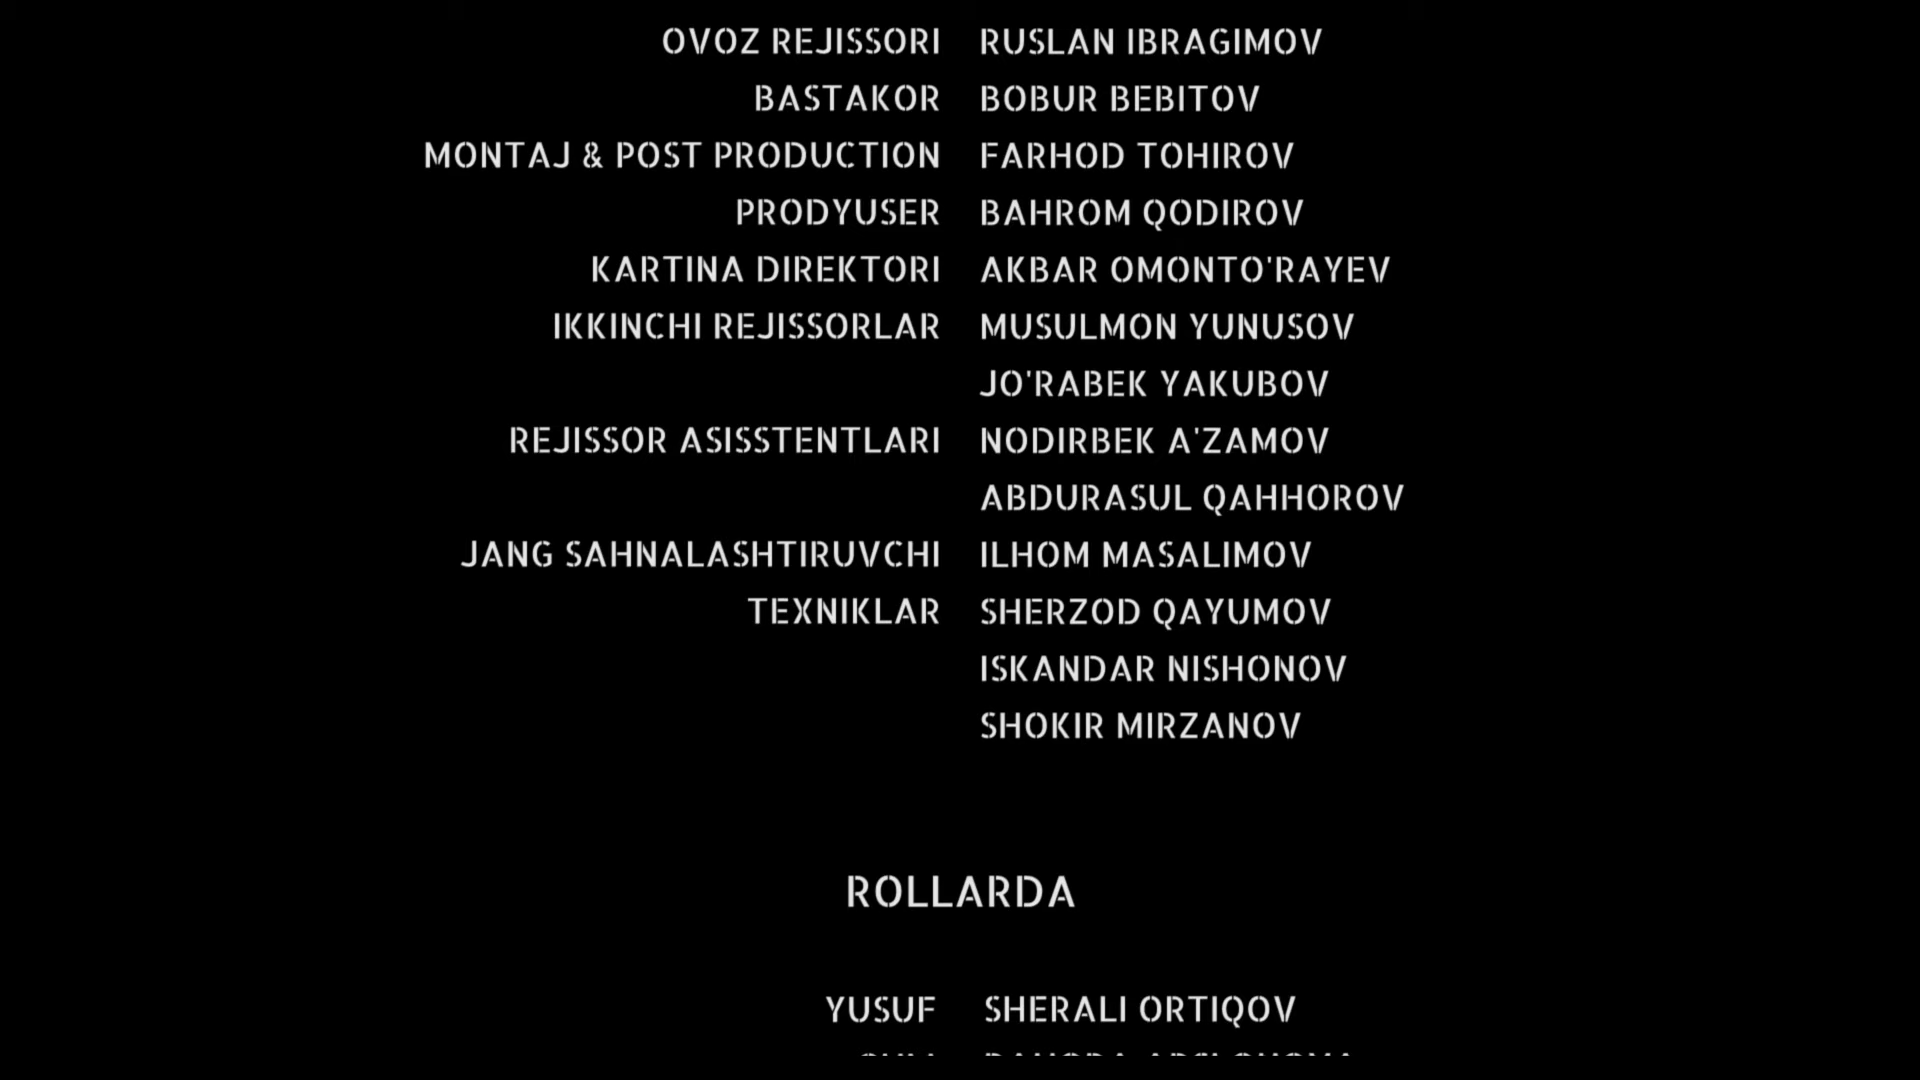 OVOZ REJISSORI RUSLAN IBRAGIMOV
BASTAKOR BOBUR BEBITOV
MONTAJ & POST PRODUCTION FARHOD TOHIROV
PRODYUSER BAHROM QODIROV
KARTINA DIREKTORI AKBAR OMONTO'RAYEV
IKKINCHI REJISSORLAR MUSULMON YUNUSOV
JO'RABEK YAKUBOV
REJISSOR ASISSTENTLARI NODIRBEK A'ZAMOV
ABDURASUL QAHHOROV
JANG SAHNALASHTIRUVCHI ILHOM MASALIMOV
TEXNIKLAR SHERZOD QAYUMOV
ISKANDAR NISHONOV
SHOKIR MIRZANOV
ROLLARDA
YUSUF SHERALI ORTIQOV